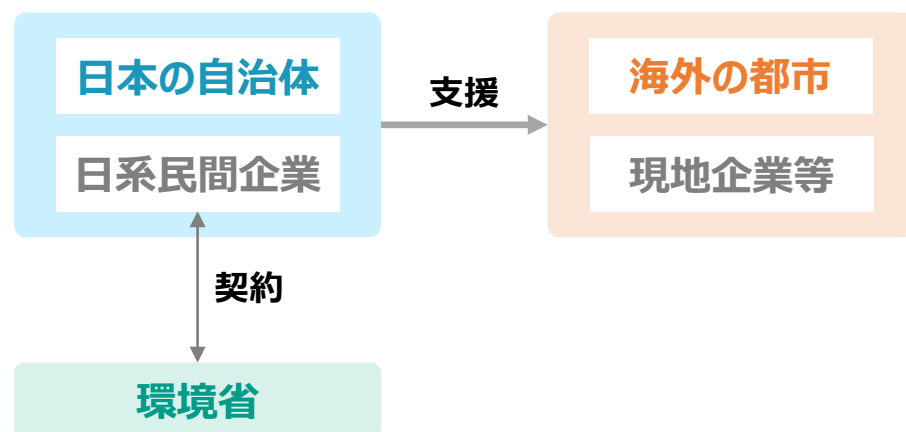 日本の自治体
日系民間企業
支援
海外の都市
現地企業等
契約
環境省